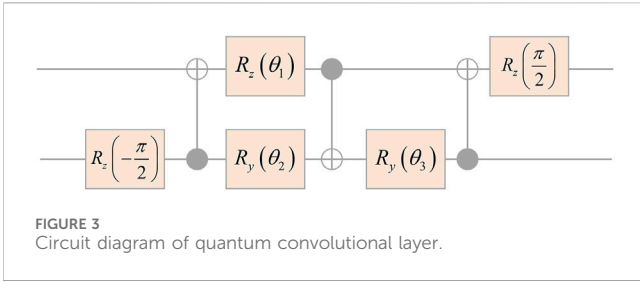 R_z(θ_1) R_z(π/2)
R_z(-π/2) R_y(θ_2) R_y(θ_3)
FIGURE 3
Circuit diagram of quantum convolutional layer.